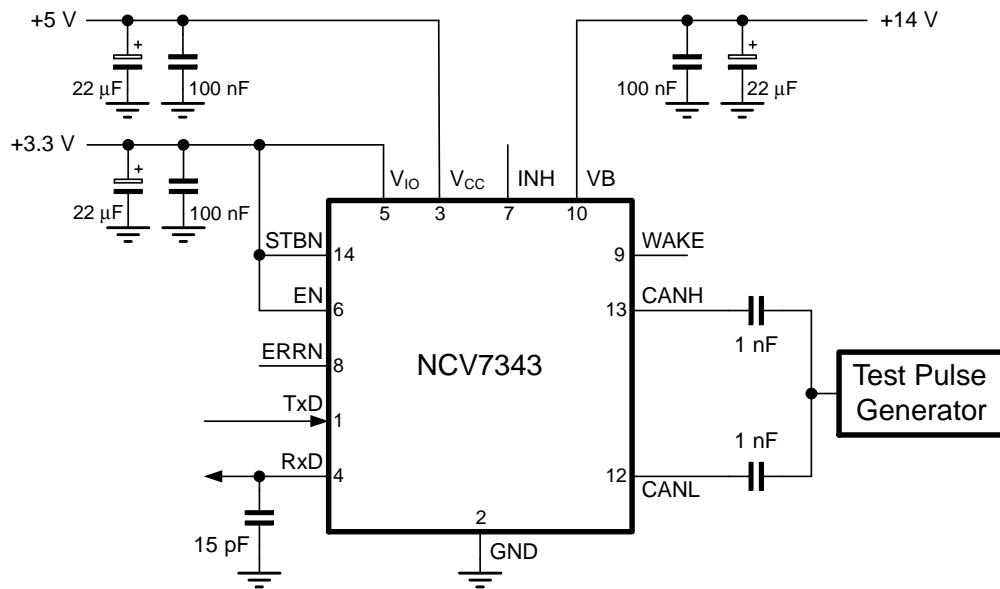 +5 V
+14 V
+
+
22 μF
100 nF
100 nF
22 μF
+3.3 V
+
22 μF
100 nF
VIO
VCC
INH
VB
5
3
7
10
STBN
14
9
WAKE
EN
6
13
CANH
1 nF
ERRN
8
NCV7343
Test Pulse
Generator
TxD
1
1 nF
RxD
4
12
CANL
15 pF
2
GND